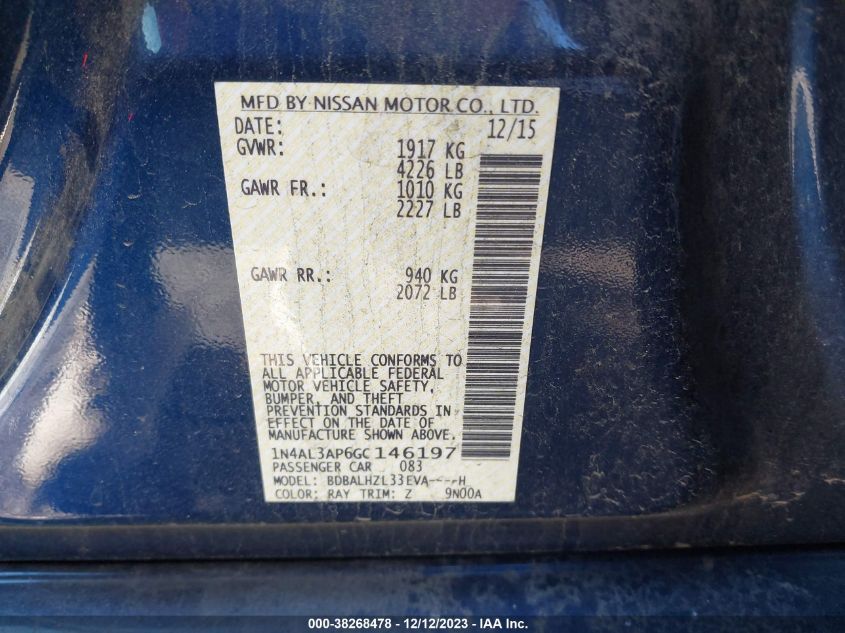 MFD BY NISSAN MOTOR CO., LTD.
DATE: 12/15
GVWR: 1917 KG
4226 LB
GAWR FR.: 1010 KG
2227 LB
GAWR RR.: 940 KG
2072 LB
THIS VEHICLE CONFORMS TO
ALL APPLICABLE FEDERAL
MOTOR VEHICLE SAFETY,
BUMPER, AND THEFT
PREVENTION STANDARDS IN
EFFECT ON THE DATE OF
MANUFACTURE SHOWN ABOVE.
1N4AL3AP6GC146197
PASSENGER CAR 083
MODEL: BDBALHZL33EVA----H
COLOR: RAY TRIM: Z 9N00A
000-38268478 - 12/12/2023 - IAA Inc.